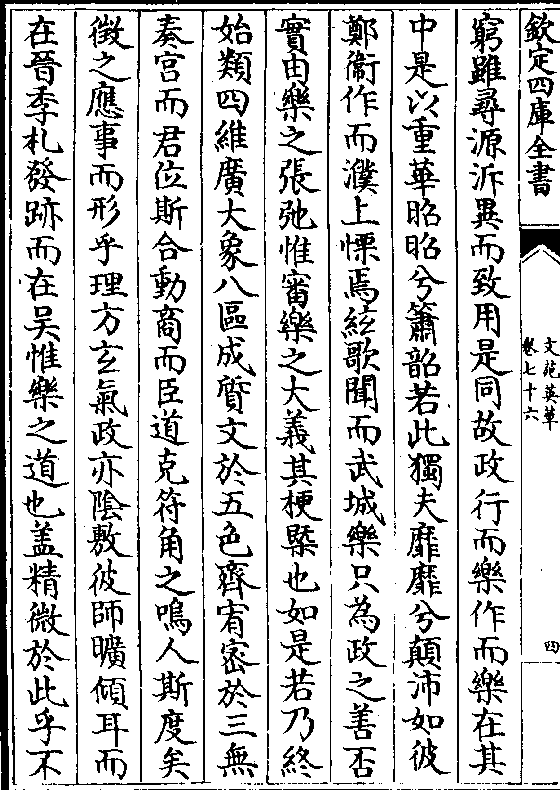 欽定四庫全書
文苑英華
卷七十六
四
窮雖尋源泝異而致用是同故政行而樂作而樂在其
中是以重華昭昭兮簫韶若此獨夫靡靡兮顛沛如彼
鄭衞作而濮上慄焉絃歌聞而武城樂只為政之善否
實由樂之張弛惟審樂之大義其梗槩也如是若乃終
始類四維廣大象八區成質文於五色齊宥密於三無
奏宫而君位斯合動商而臣道克符角之鳴人斯度矣
徵之應事而形乎理方玄氣政亦隂敷彼師曠傾耳而
在晉季札發跡而在吴惟樂之道也盖精微於此乎不